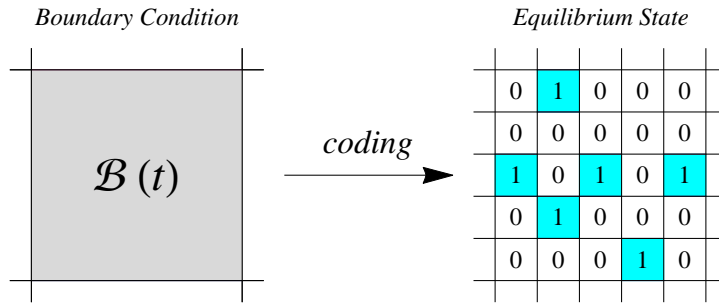 Boundary Condition
Equilibrium State
ℬ (t)
coding
0 1 0 0 0
0 0 0 0 0
1 0 1 0 1
0 1 0 0 0
0 0 0 1 0